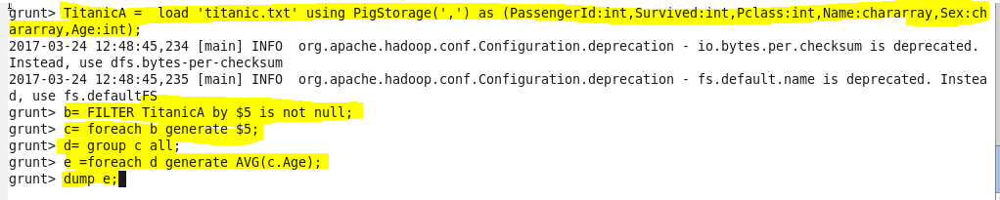 grunt> TitanicA =  load 'titanic.txt' using PigStorage(',') as (PassengerId:int,Survived:int,Pclass:int,Name:chararray,Sex:ch
ararray,Age:int);
2017-03-24 12:48:45,234 [main] INFO  org.apache.hadoop.conf.Configuration.deprecation - io.bytes.per.checksum is deprecated.
Instead, use dfs.bytes-per-checksum
2017-03-24 12:48:45,235 [main] INFO  org.apache.hadoop.conf.Configuration.deprecation - fs.default.name is deprecated. Instea
d, use fs.defaultFS
grunt> b= FILTER TitanicA by $5 is not null;
grunt> c= foreach b generate $5;
grunt> d= group c all;
grunt> e =foreach d generate AVG(c.Age);
grunt> dump e;